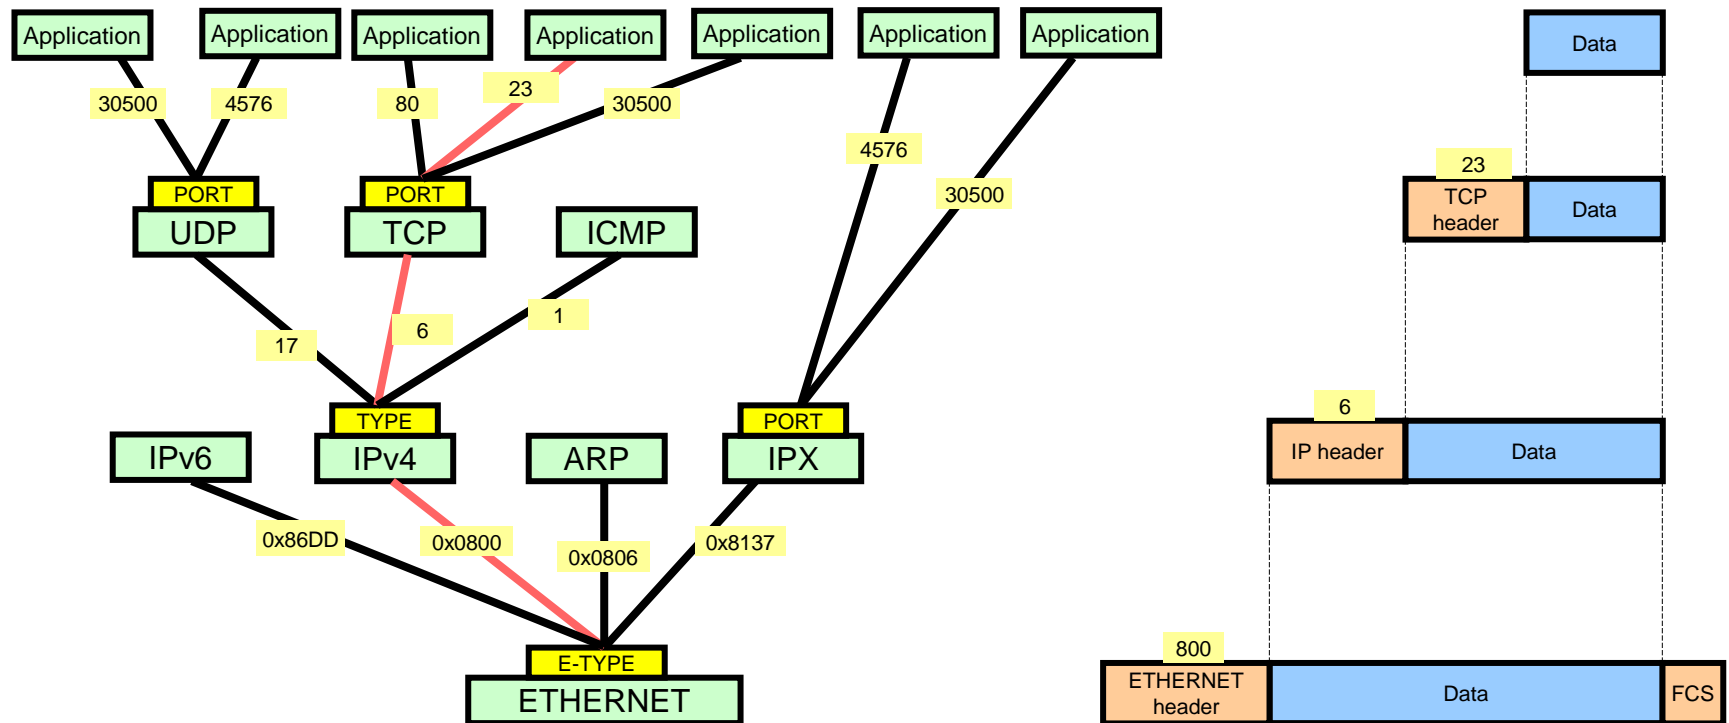 Application
Application
Application
Application
Application
Application
Application
Data
30500
4576
80
23
30500
4576
30500
23
PORT
UDP
PORT
TCP
ICMP
TCP
header
Data
17
6
1
TYPE
IPv4
IPv6
ARP
PORT
IPX
6
IP header
Data
0x86DD
0x0800
0x0806
0x8137
E-TYPE
ETHERNET
800
ETHERNET
header
Data
FCS